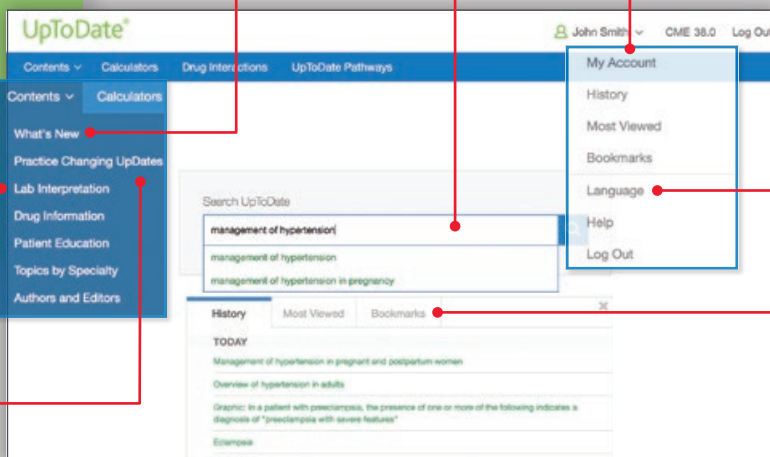 UpToDate®
John Smith CME 38.0 Log Out
Contents Calculators Drug Interactions UpToDate Pathways
Contents Calculators
What's New
Practice Changing UpDates
Lab Interpretation
Drug Information
Patient Education
Topics by Specialty
Authors and Editors
My Account
History
Most Viewed
Bookmarks
Language
Help
Log Out
Search UpToDate
management of hypertension
management of hypertension
management of hypertension in pregnancy
History Most Viewed Bookmarks
TODAY
Management of hypertension in pregnant and postpartum women
Overview of hypertension in adults
Graphic: In a patient with preeclampsia, the presence of one or more of the following indicates a
diagnosis of "preeclampsia with severe features"
Eclampsia